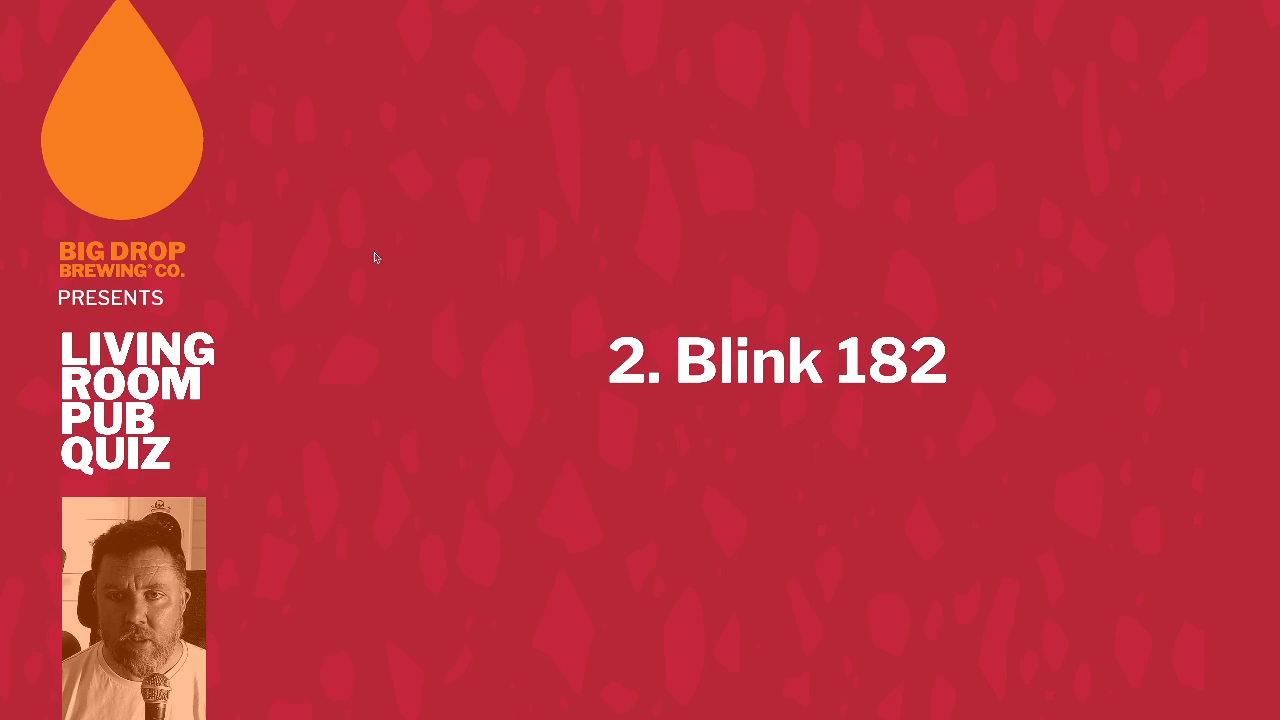 BIG DROP
BREWING® CO.
PRESENTS
LIVING
ROOM
PUB
QUIZ
2. Blink 182